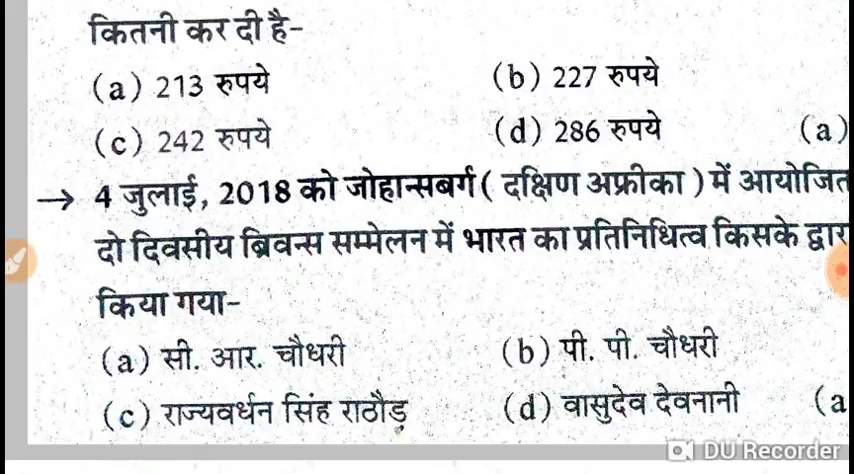 कितनी कर दी है-
(a) 213 रुपये (b) 227 रुपये
(c) 242 रुपये (d) 286 रुपये (a)
→ 4 जुलाई, 2018 को जोहान्सबर्ग ( दक्षिण अफ्रीका ) में आयोजित
दो दिवसीय ब्रिक्स सम्मेलन में भारत का प्रतिनिधित्व किसके द्वार
किया गया-
(a) सी. आर. चौधरी (b) पी. पी. चौधरी
(c) राज्यवर्धन सिंह राठौड़ (d) वासुदेव देवनानी (a
DU Recorder